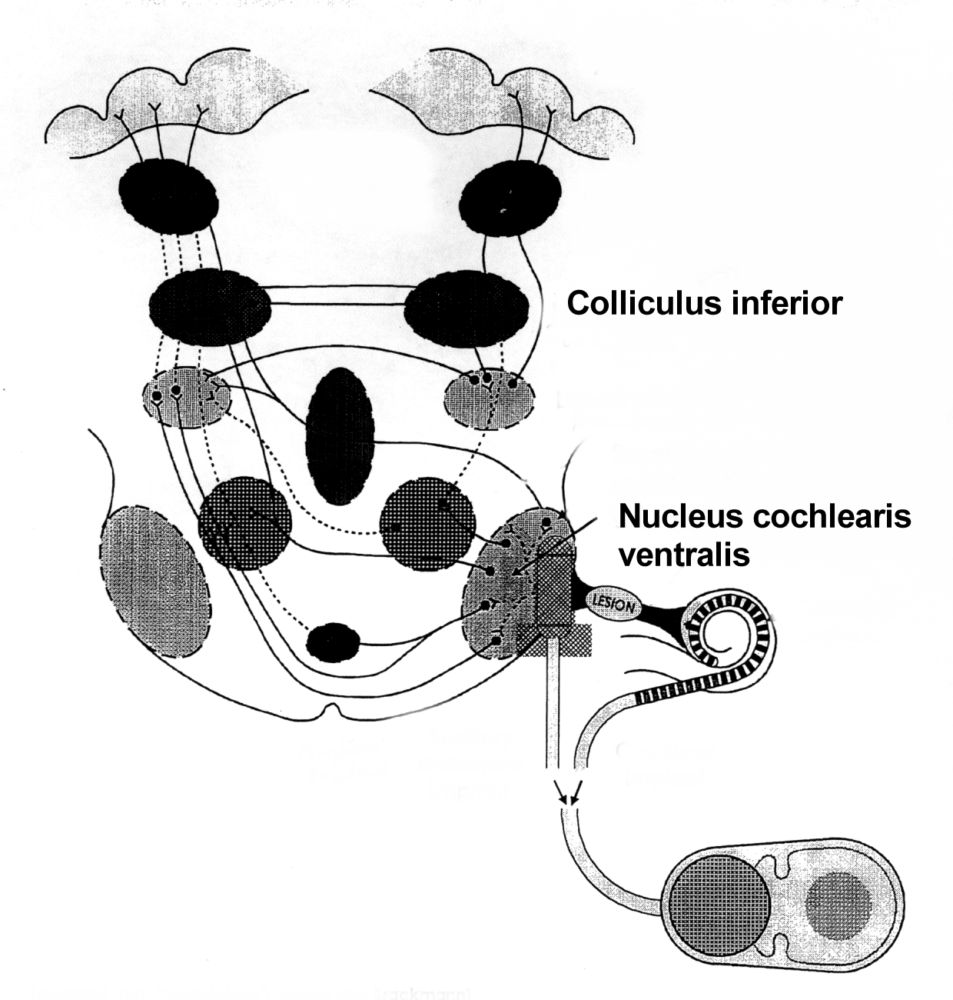 Colliculus inferior
Nucleus cochlearis
ventralis
LESION